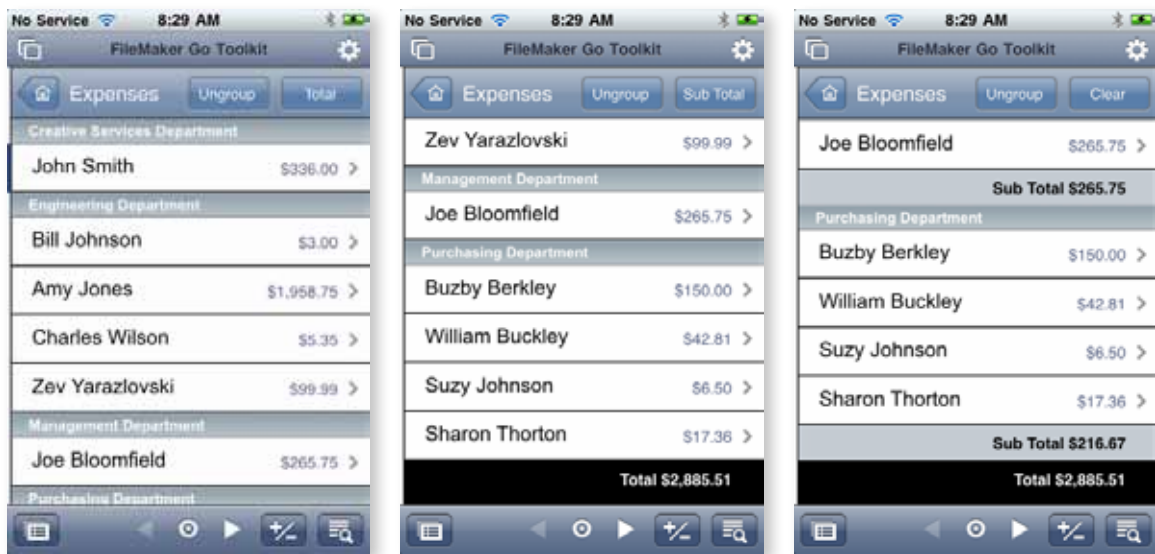 No Service 8:29 AM
FileMaker Go Toolkit
Expenses Ungroup Total
Creative Services Department
John Smith $336.00
Engineering Department
Bill Johnson $3.00
Amy Jones $1,958.75
Charles Wilson $5.35
Zev Yarazlovski $99.99
Management Department
Joe Bloomfield $265.75
Purchasing Department
No Service 8:29 AM
FileMaker Go Toolkit
Expenses Ungroup Sub Total
Zev Yarazlovski $99.99
Management Department
Joe Bloomfield $265.75
Purchasing Department
Buzby Berkley $150.00
William Buckley $42.81
Suzy Johnson $6.50
Sharon Thorton $17.36
Total $2,885.51
No Service 8:29 AM
FileMaker Go Toolkit
Expenses Ungroup Clear
Joe Bloomfield $265.75
Sub Total $265.75
Purchasing Department
Buzby Berkley $150.00
William Buckley $42.81
Suzy Johnson $6.50
Sharon Thorton $17.36
Sub Total $216.67
Total $2,885.51